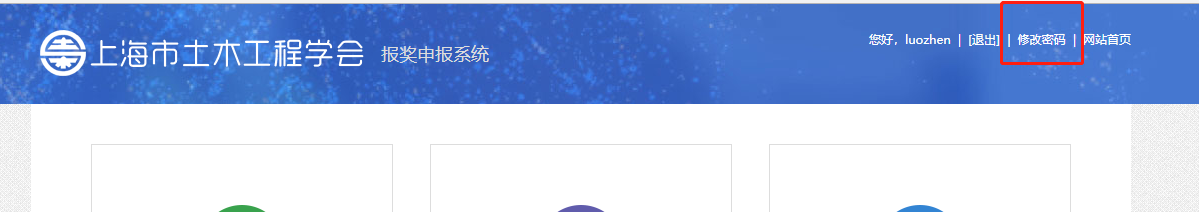 上海市土木工程学会 报奖申报系统
您好，luozhen | [退出] | 修改密码 | 网站首页